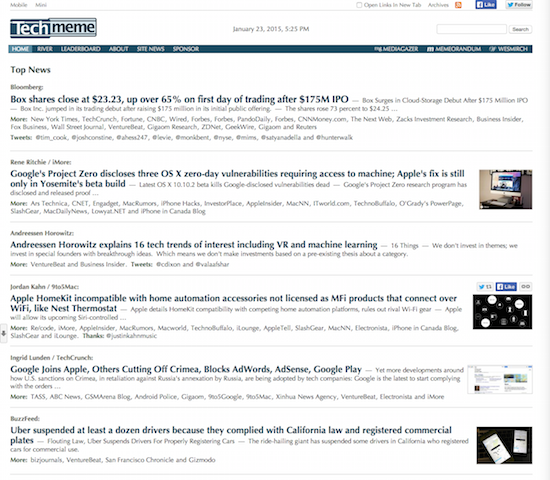 Mobile Mini Open Links In New Tab Archives Like Follow
Techmeme January 23, 2015, 5:25 PM Search
HOME RIVER LEADERBOARD ABOUT SITE NEWS SPONSOR MEDIAGAZER MEMEORANDUM WESMIRCH
Top News
Bloomberg:
Box shares close at $23.23, up over 65% on first day of trading after $175M IPO — Box Surges in Cloud-Storage Debut After $175 Million IPO
— Box Inc. jumped in its trading debut after raising $175 million in its initial public offering. — The shares rose 73 percent to $24.25 …
More: New York Times, TechCrunch, Fortune, CNBC, Wired, Forbes, Forbes, PandoDaily, Forbes, CNNMoney.com, The Next Web, Zacks Investment Research, Business Insider,
Fox Business, Wall Street Journal, VentureBeat, Gigaom Research, ZDNet, GeekWire, Gigaom and Reuters
Tweets: @tim_cook, @joshconstine, @ahess247, @levie, @monkbent, @nyse, @mims, @satyanadella and @hunterwalk
Rene Ritchie / iMore:
Google's Project Zero discloses three OS X zero-day vulnerabilities requiring access to machine; Apple's fix is still
only in Yosemite's beta build — Latest OS X 10.10.2 beta kills Google-disclosed vulnerabilities dead — Google's Project Zero research program has
disclosed and released proof …
More: Ars Technica, CNET, Engadget, MacRumors, iPhone Hacks, InvestorPlace, AppleInsider, MacNN, ITworld.com, TechnoBuffalo, O'Grady's PowerPage,
SlashGear, MacDailyNews, Lowyat.NET and iPhone in Canada Blog
Andreessen Horowitz:
Andreessen Horowitz explains 16 tech trends of interest including VR and machine learning — 16 Things — We don't invest in themes; we
invest in special founders with breakthrough ideas. Which means we don't make investments based on a pre-existing thesis about a category.
More: VentureBeat and Business Insider. Tweets: @cdixon and @valaafshar
Jordan Kahn / 9to5Mac:
Like
Apple HomeKit incompatible with home automation accessories not licensed as MFi products that connect over
WiFi, like Nest Thermostat — Apple details HomeKit compatibility with competing home automation platforms, rules out rival Wi-Fi gear — Apple
will allow its upcoming Siri-controlled …
More: Re/code, iMore, AppleInsider, MacRumors, Macworld, TechnoBuffalo, iLounge, AppleTell, SlashGear, MacNN, Electronista, iPhone in Canada Blog,
SlashGear and iLounge. Thanks: @justinkahnmusic
Ingrid Lunden / TechCrunch:
Google Joins Apple, Others Cutting Off Crimea, Blocks AdWords, AdSense, Google Play — Yet more developments around
how U.S. sanctions on Crimea, in retaliation against Russia's annexation by Russia, are being adopted by tech companies: Google is the latest to start complying
with the orders …
More: TASS, ABC News, GSMArena Blog, Android Police, Gigaom, 9to5Google, 9to5Mac, Xinhua News Agency, VentureBeat, Electronista and iMore
BuzzFeed:
Uber suspended at least a dozen drivers because they complied with California law and registered commercial
plates — Flouting Law, Uber Suspends Drivers For Properly Registering Cars — The ride-hailing giant has suspended some drivers in California who registered
cars for commercial use.
More: bizjournals, VentureBeat, San Francisco Chronicle and Gizmodo